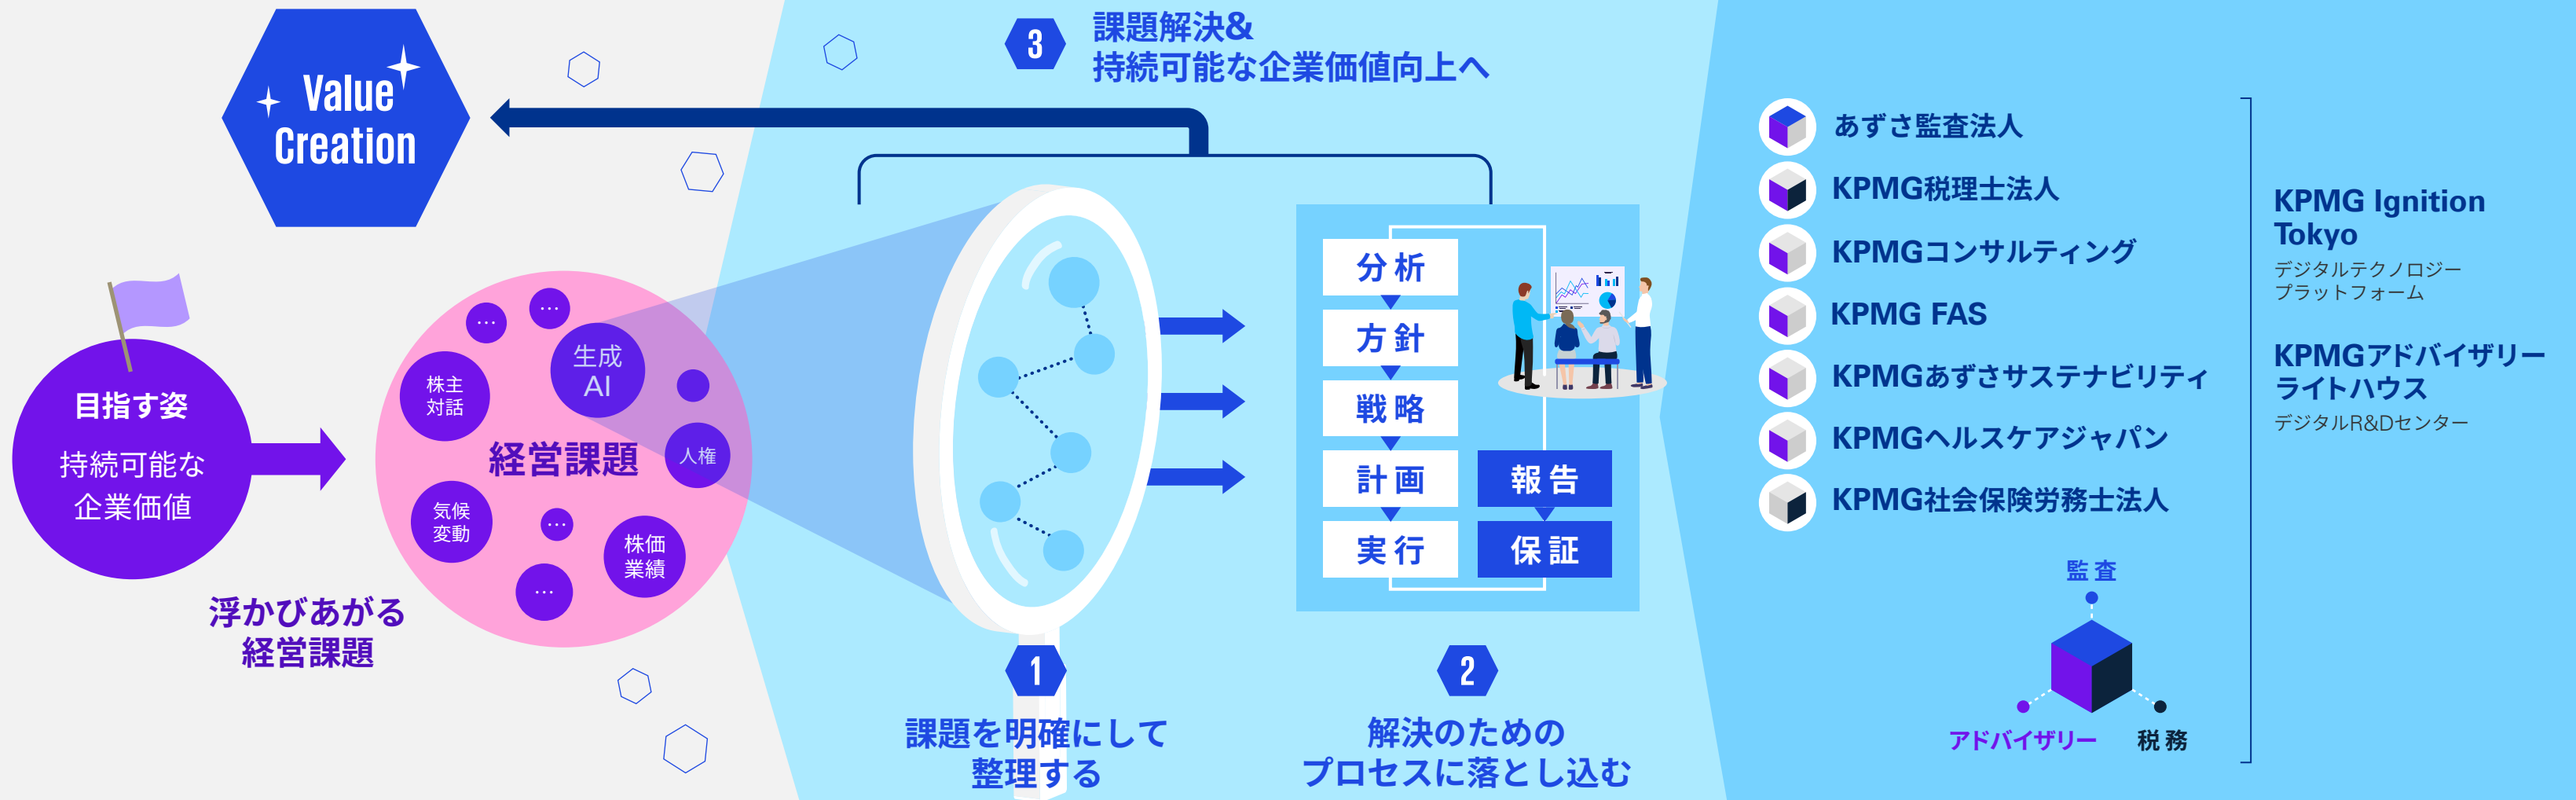 Value
Creation
目指す姿
持続可能な
企業価値
浮かびあがる
経営課題
…
…
生成
AI
株主
対話
経営課題
人権
気候
変動
…
株価
業績
…
3
課題解決&
持続可能な企業価値向上へ
1
課題を明確にして
整理する
分析
方針
戦略
計画
実行
報告
保証
2
解決のための
プロセスに落とし込む
あずさ監査法人
KPMG税理士法人
KPMGコンサルティング
KPMG FAS
KPMGあずさサステナビリティ
KPMGヘルスケアジャパン
KPMG社会保険労務士法人
監査
アドバイザリー
税務
KPMG Ignition
Tokyo
デジタルテクノロジー
プラットフォーム
KPMGアドバイザリー
ライトハウス
デジタルR&Dセンター